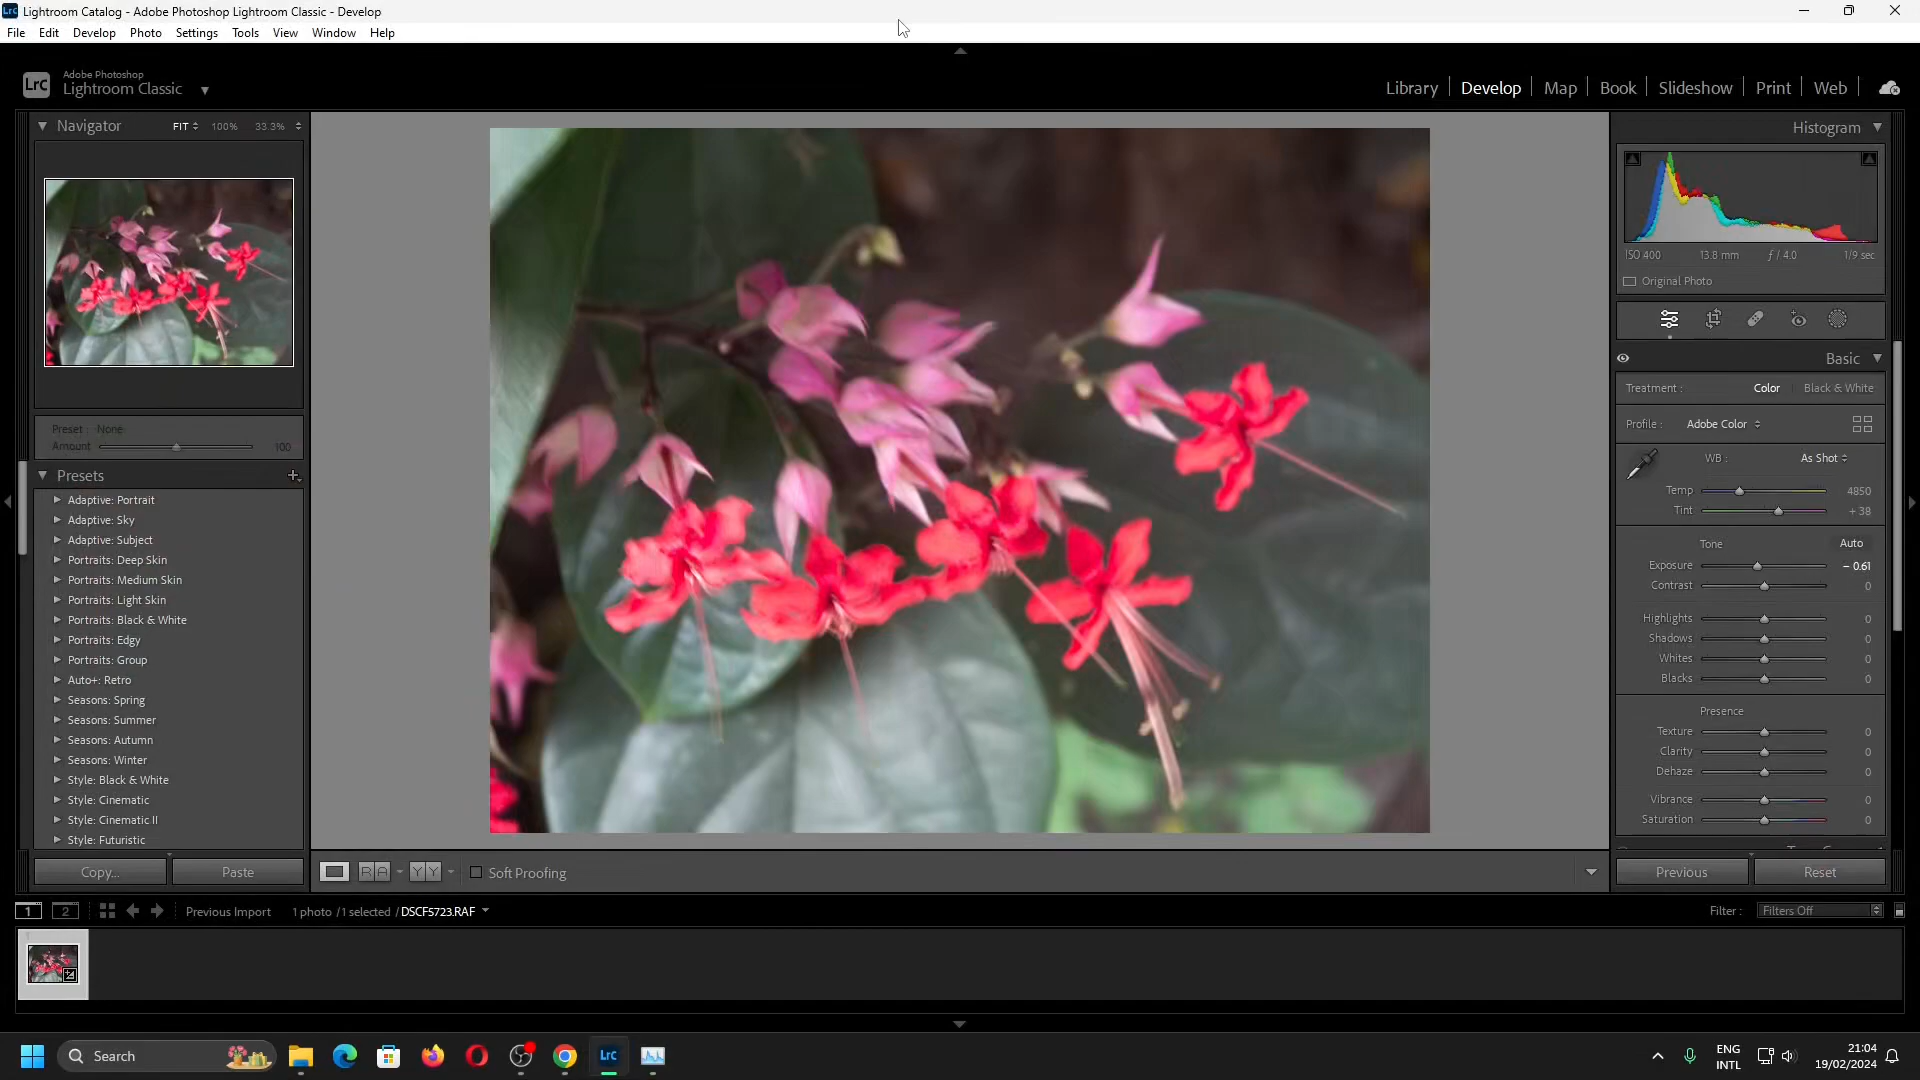 Lightroom Catalog - Adobe Photoshop Lightroom Classic - Develop
File Edit Develop Photo Settings Tools View Window Help
LrC Adobe Photoshop
Lightroom Classic
Library Develop Map Book Slideshow Print Web
Navigator FIT 100% 33.3%
Preset : None
Amount 100
Presets
Adaptive: Portrait
Adaptive: Sky
Adaptive: Subject
Portraits: Deep Skin
Portraits: Medium Skin
Portraits: Light Skin
Portraits: Black & White
Portraits: Edgy
Portraits: Group
Auto+: Retro
Seasons: Spring
Seasons: Summer
Seasons: Autumn
Seasons: Winter
Style: Black & White
Style: Cinematic
Style: Cinematic II
Style: Futuristic
Copy... Paste
Soft Proofing
Histogram
ISO 400 13.8 mm ƒ / 4.0 1/9 sec
Original Photo
Basic
Treatment : Color Black & White
Profile : Adobe Color
WB : As Shot
Temp 4850
Tint + 38
Tone Auto
Exposure – 0.61
Contrast 0
Highlights 0
Shadows 0
Whites 0
Blacks 0
Presence
Texture 0
Clarity 0
Dehaze 0
Vibrance 0
Saturation 0
Previous Reset
1 2 Previous Import 1 photo / 1 selected / DSCF5723.RAF Filter : Filters Off
Search
LrC
ENG
INTL
21:04
19/02/2024